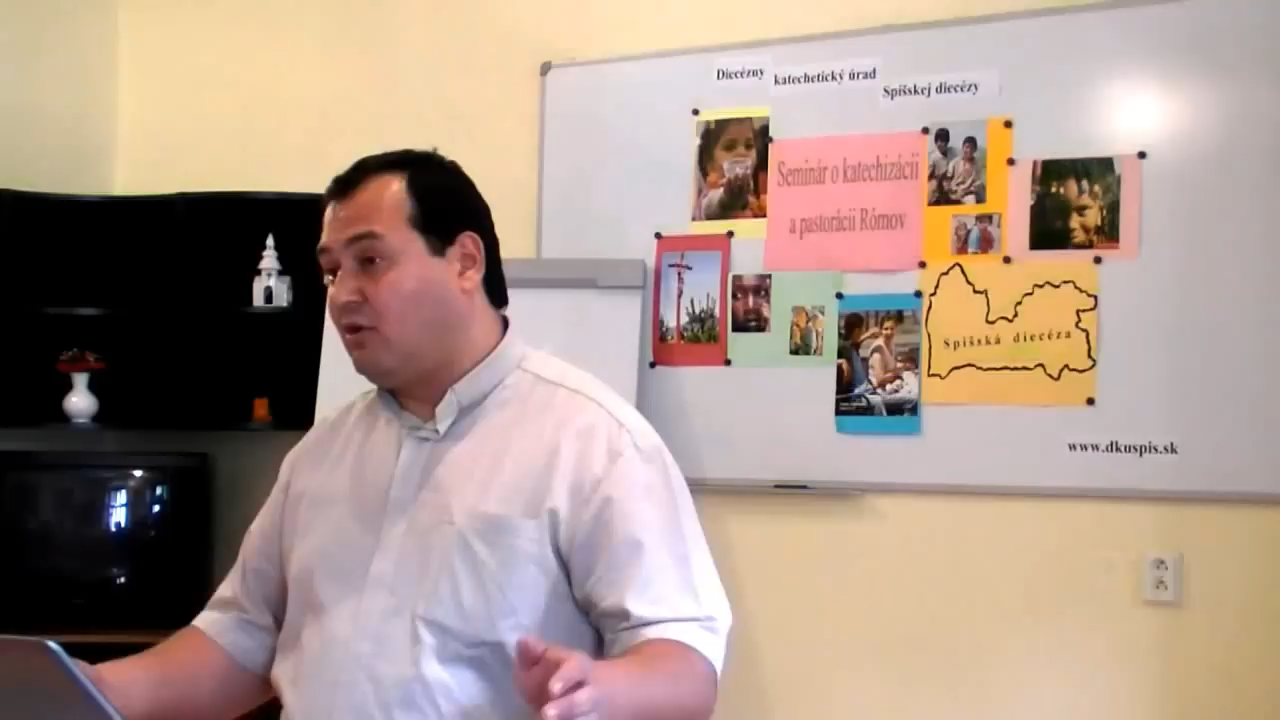 Diecézny katechetický úrad Spišskej diecézy
Seminár o katechizácii
a pastorácii Rómov
Spišská diecéza
www.dkuspis.sk